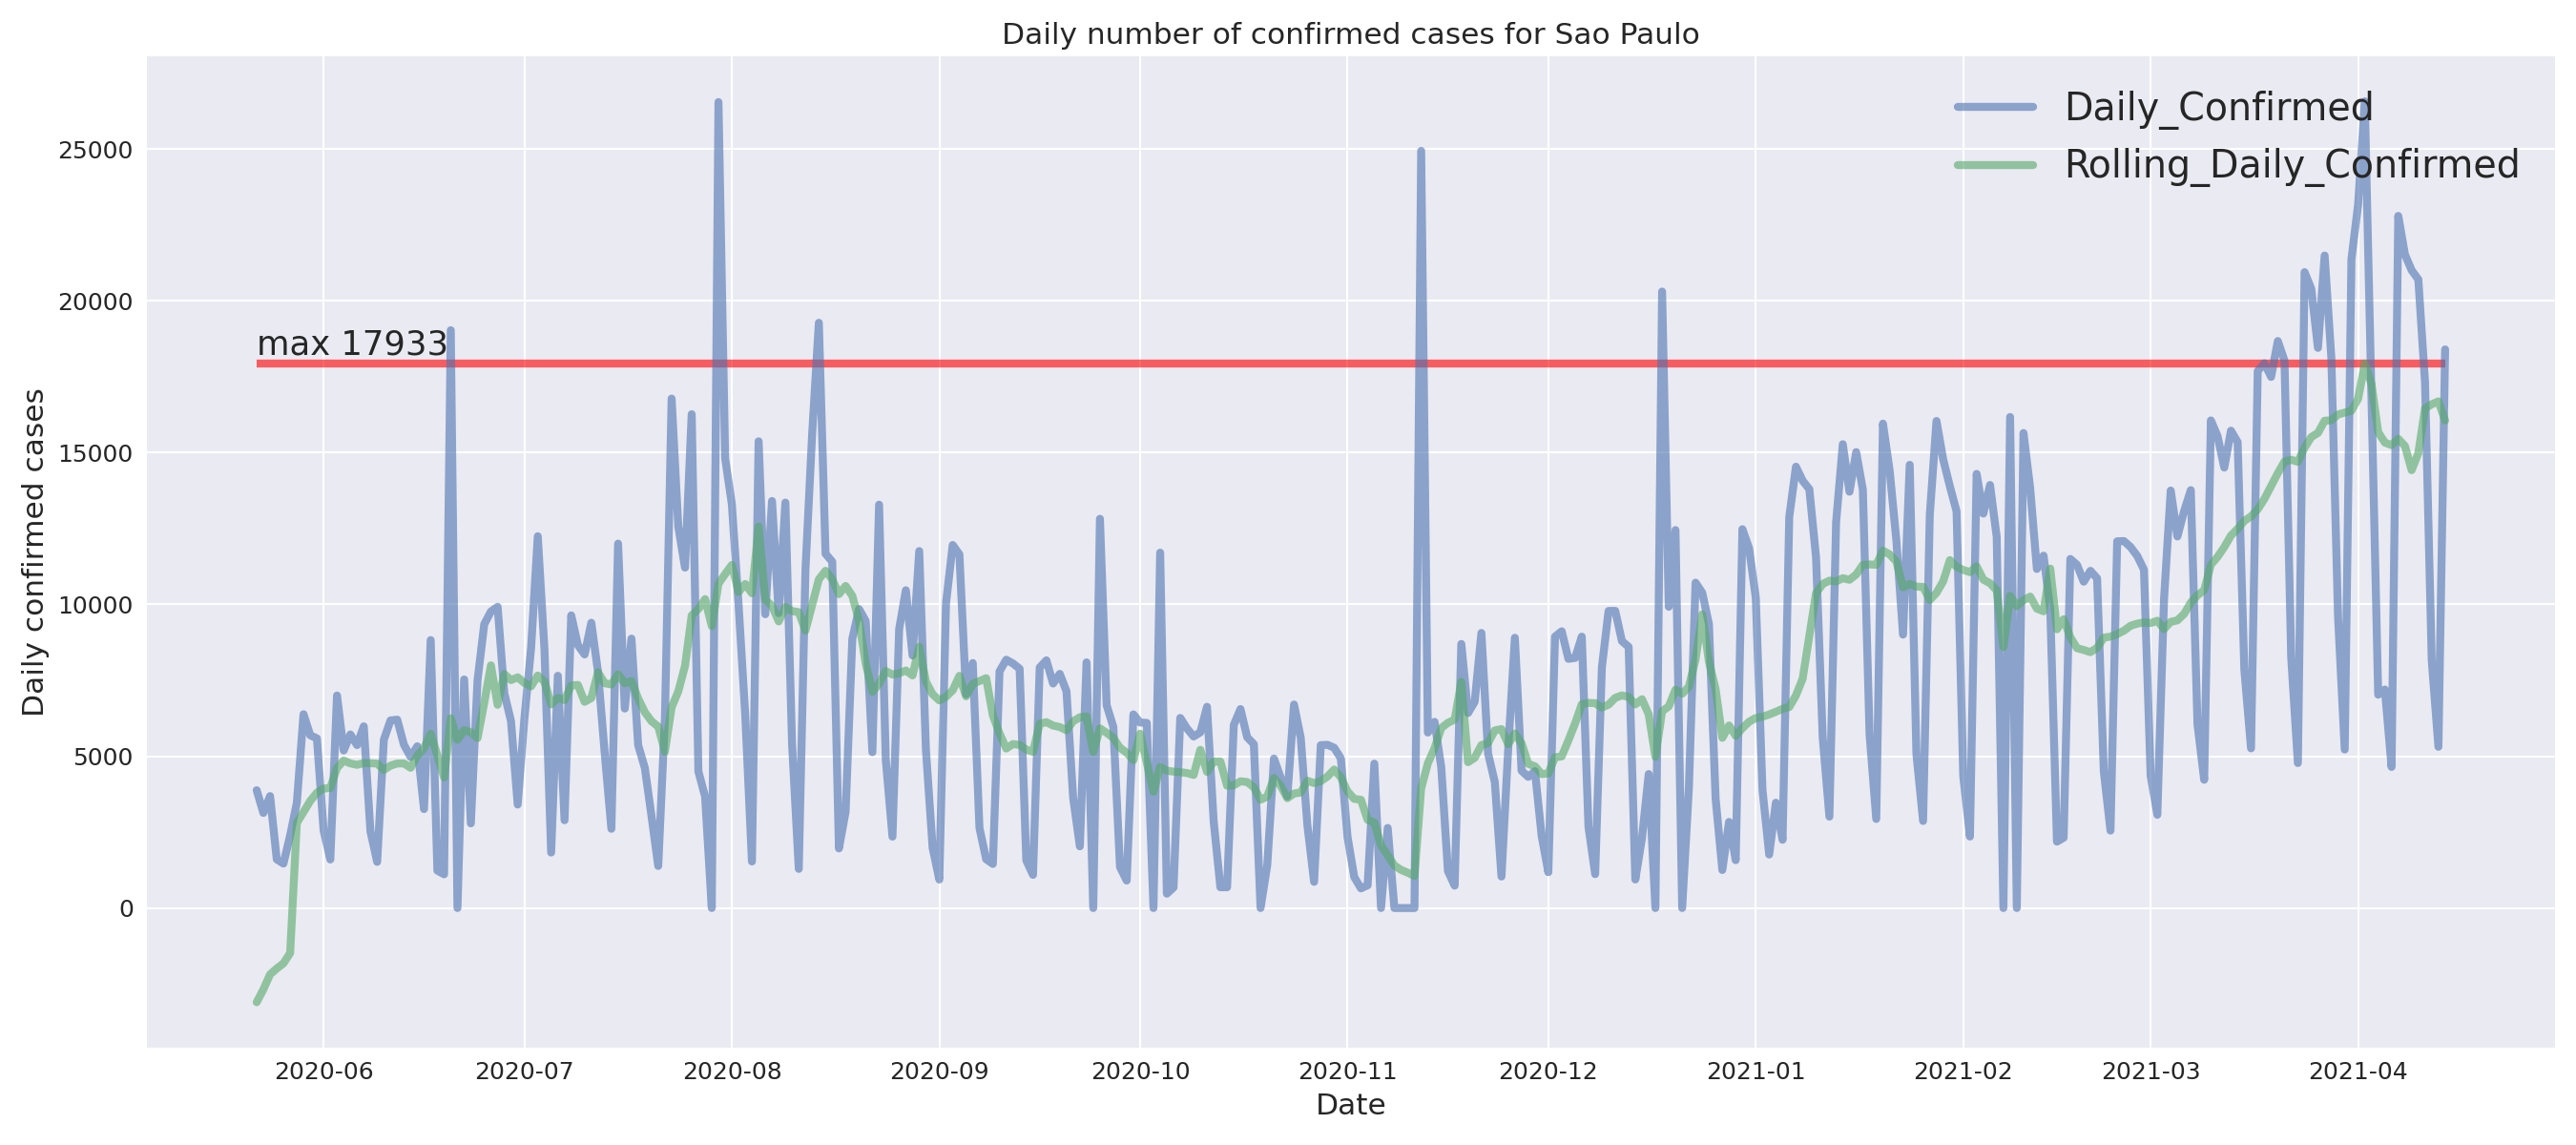 Daily number of confirmed cases for Sao Paulo
Daily_Confirmed
Rolling_Daily_Confirmed
max 17933
Daily confirmed cases
25000
20000
15000
10000
5000
0
2020-06 2020-07 2020-08 2020-09 2020-10 2020-11 2020-12 2021-01 2021-02 2021-03 2021-04
Date